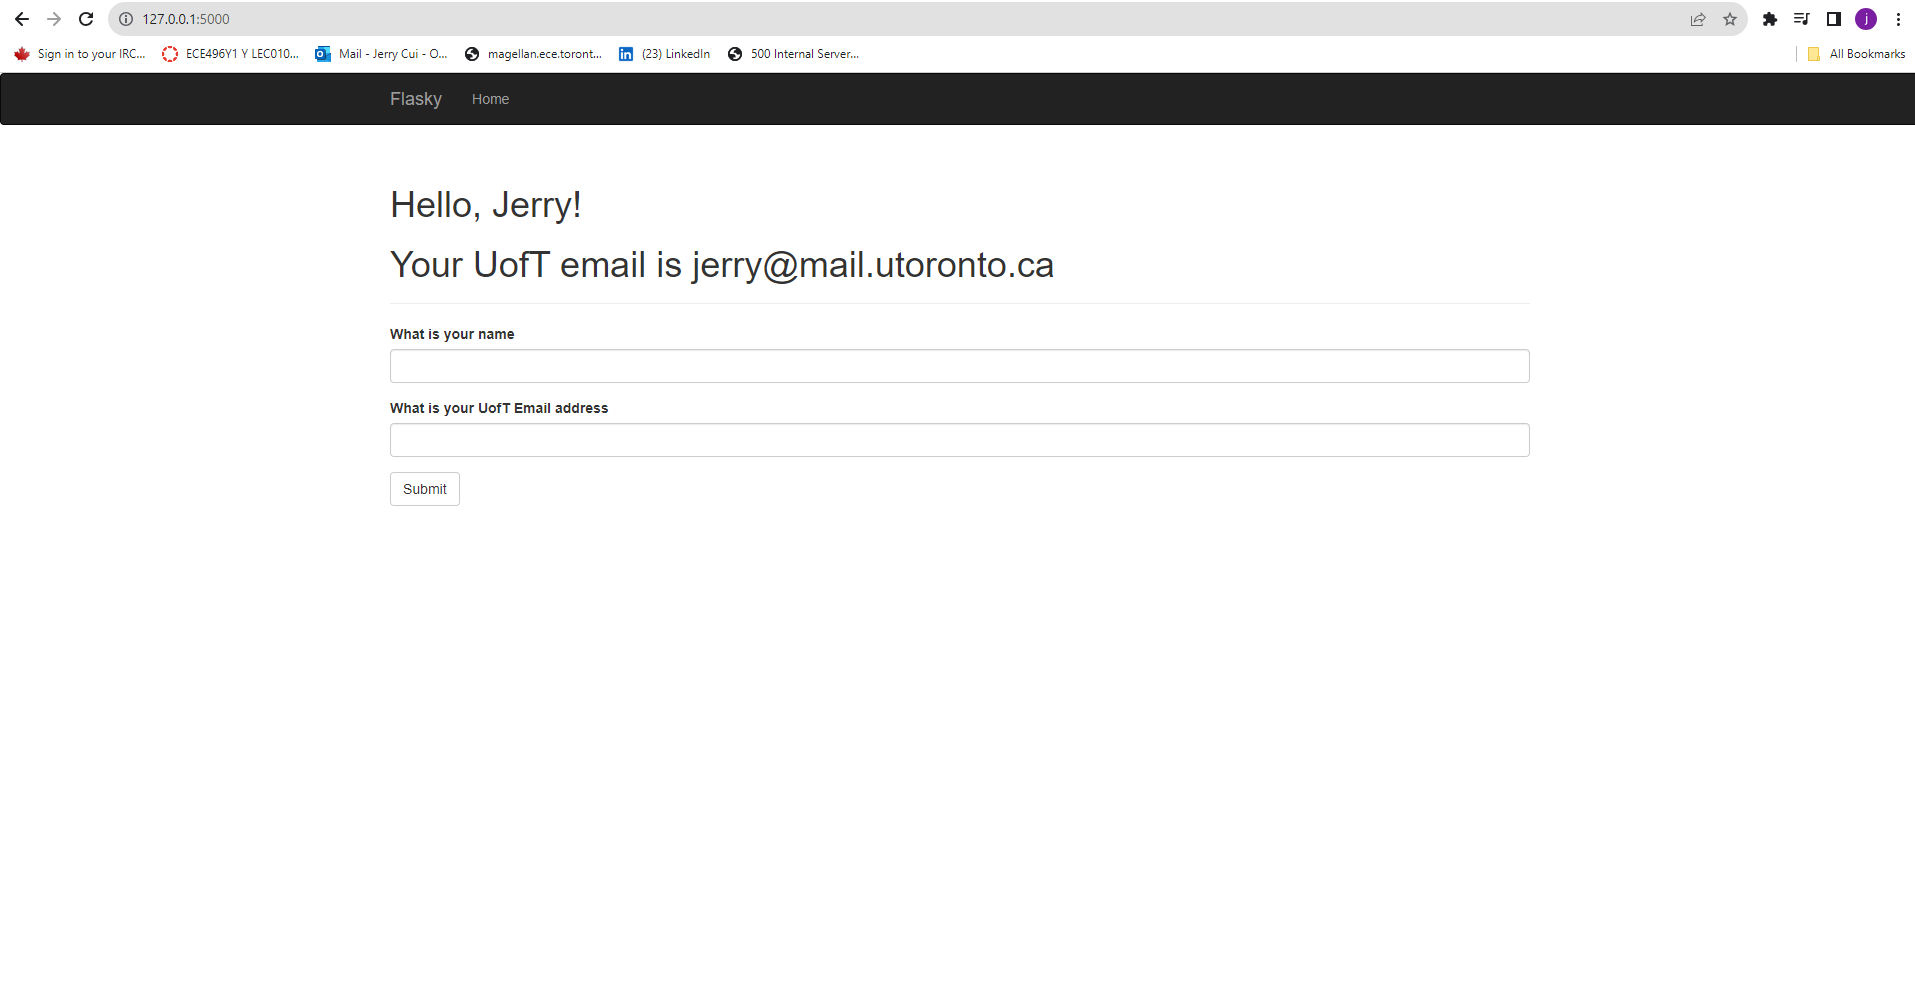 127.0.0.1:5000
Sign in to your IRC... ECE496Y1 Y LEC010... Mail - Jerry Cui - O... magellan.ece.toront... (23) LinkedIn 500 Internal Server... All Bookmarks
Flasky Home
Hello, Jerry!
Your UofT email is jerry@mail.utoronto.ca
What is your name
What is your UofT Email address
Submit